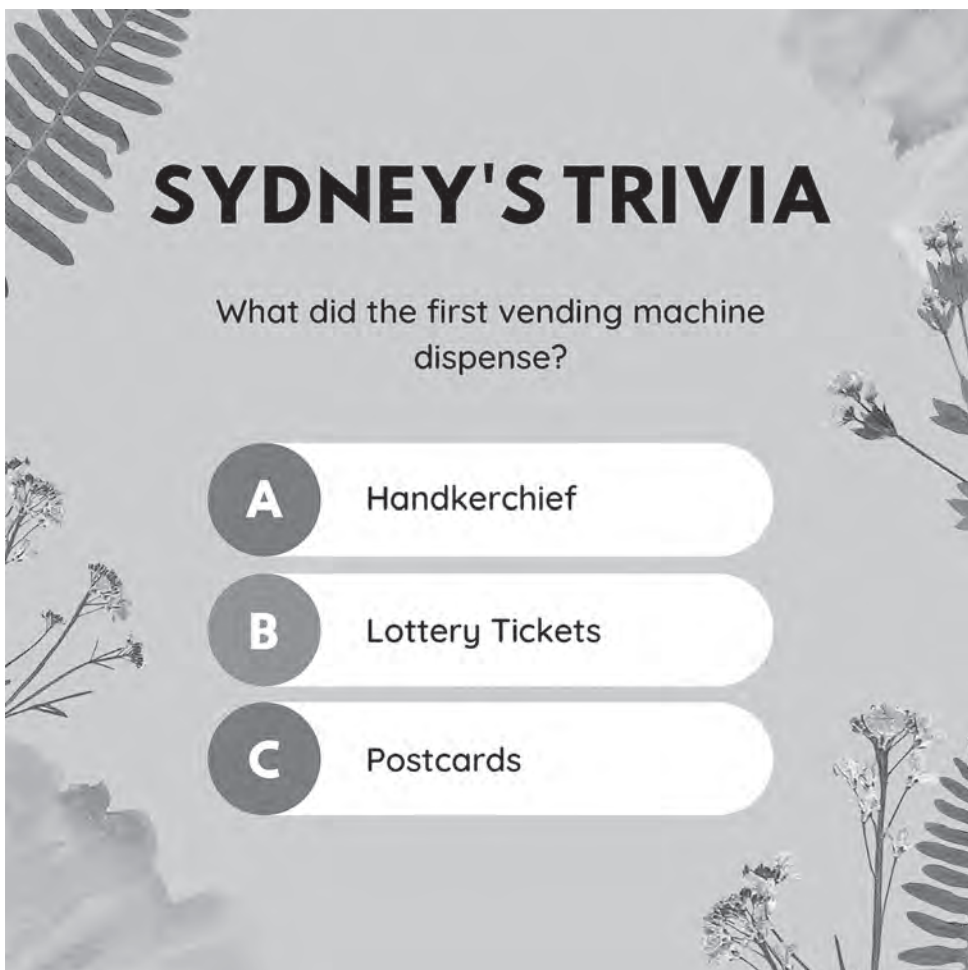 SYDNEY'S TRIVIA
What did the first vending machine
dispense?
A Handkerchief
B Lottery Tickets
C Postcards